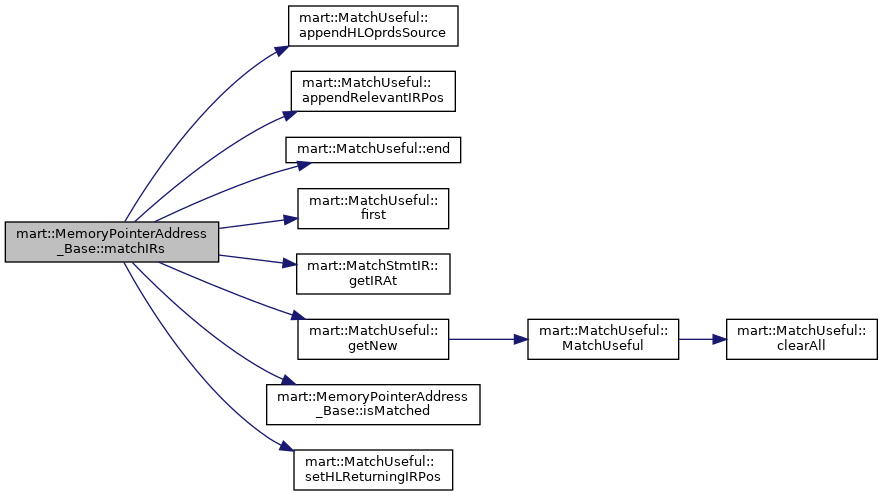 mart::MatchUseful::
appendHLOprdsSource
mart::MatchUseful::
appendRelevantIRPos
mart::MatchUseful::end
mart::MatchUseful::
first
mart::MemoryPointerAddress
_Base::matchIRs
mart::MatchStmtIR::
getIRAt
mart::MatchUseful::
getNew
mart::MatchUseful::
MatchUseful
mart::MatchUseful::
clearAll
mart::MemoryPointerAddress
_Base::isMatched
mart::MatchUseful::
setHLReturningIRPos